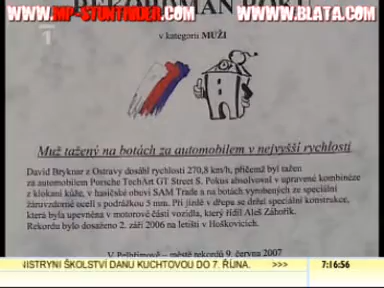 WWW.MP-STUNTRIDER.COM WWW.BLATA.COM
1
v kategorii MUŽI
Muž tažený na botách za automobilem v nejvyšší rychlosti
David Bryknar z Ostravy dosáhl rychlosti 270,8 km/h, přičemž byl tažen
za automobilem Porsche TechArt GT Street S. Pokus absolvoval v upravené kombinéze
z klokaní kůže, v hasičské obuvi SAM Trade a na botách vyrobených ze speciální
žáruvzdorné oceli s podrážkou 5 mm. Při jízdě v dřepu se držel speciální konstrukce,
která byla upevněna v motorové části vozidla, který řídil Aleš Záhořík.
Rekordu bylo dosaženo 2. září 2006 na letišti v Hoškovicích.
V Pelhřimově – městě rekordů 9. června 2007
NISTRYNI ŠKOLSTVÍ DANU KUCHTOVOU DO 7. ŘÍJNA. >>> 7:16:56